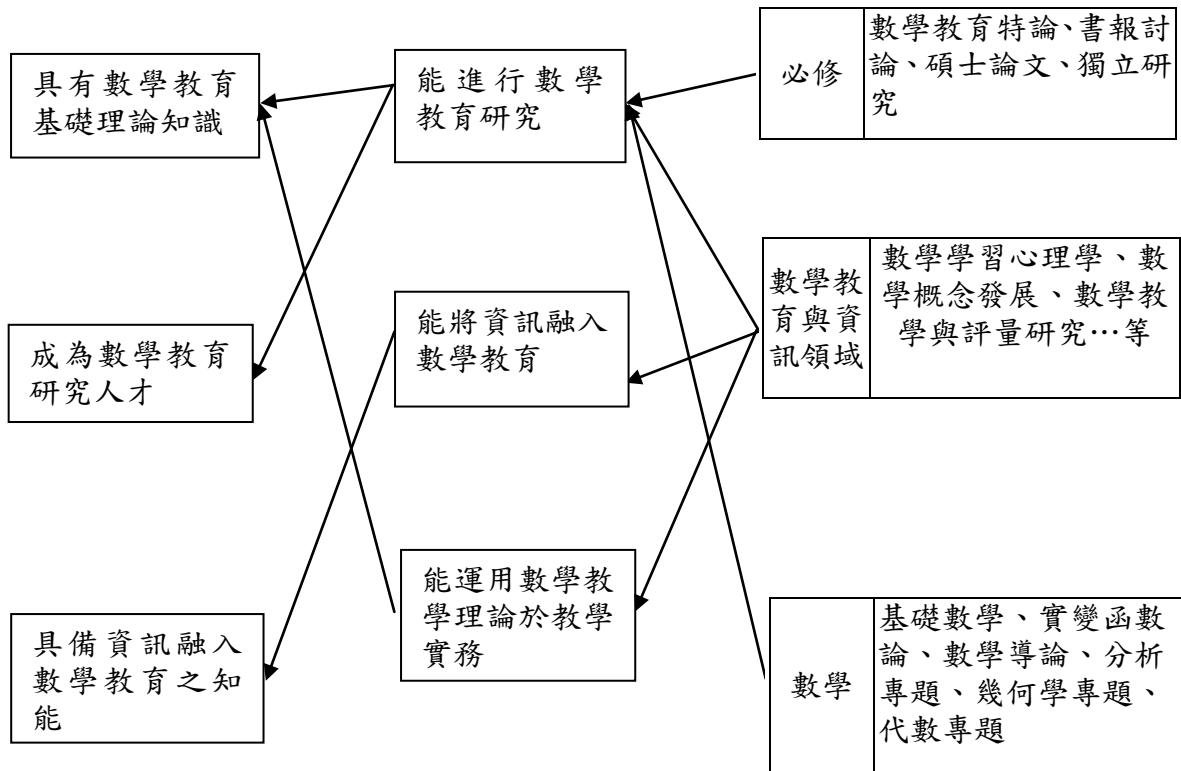 具有數學教育
基礎理論知識
能進行數學
教育研究
必修
數學教育特論、書報討
論、碩士論文、獨立研
究
成為數學教育
研究人才
能將資訊融入
數學教育
數學教
育與資
訊領域
數學學習心理學、數
學概念發展、數學教
學與評量研究…等
具備資訊融入
數學教育之知
能
能運用數學教
學理論於教學
實務
數學
基礎數學、實變函數
論、數學導論、分析
專題、幾何學專題、
代數專題